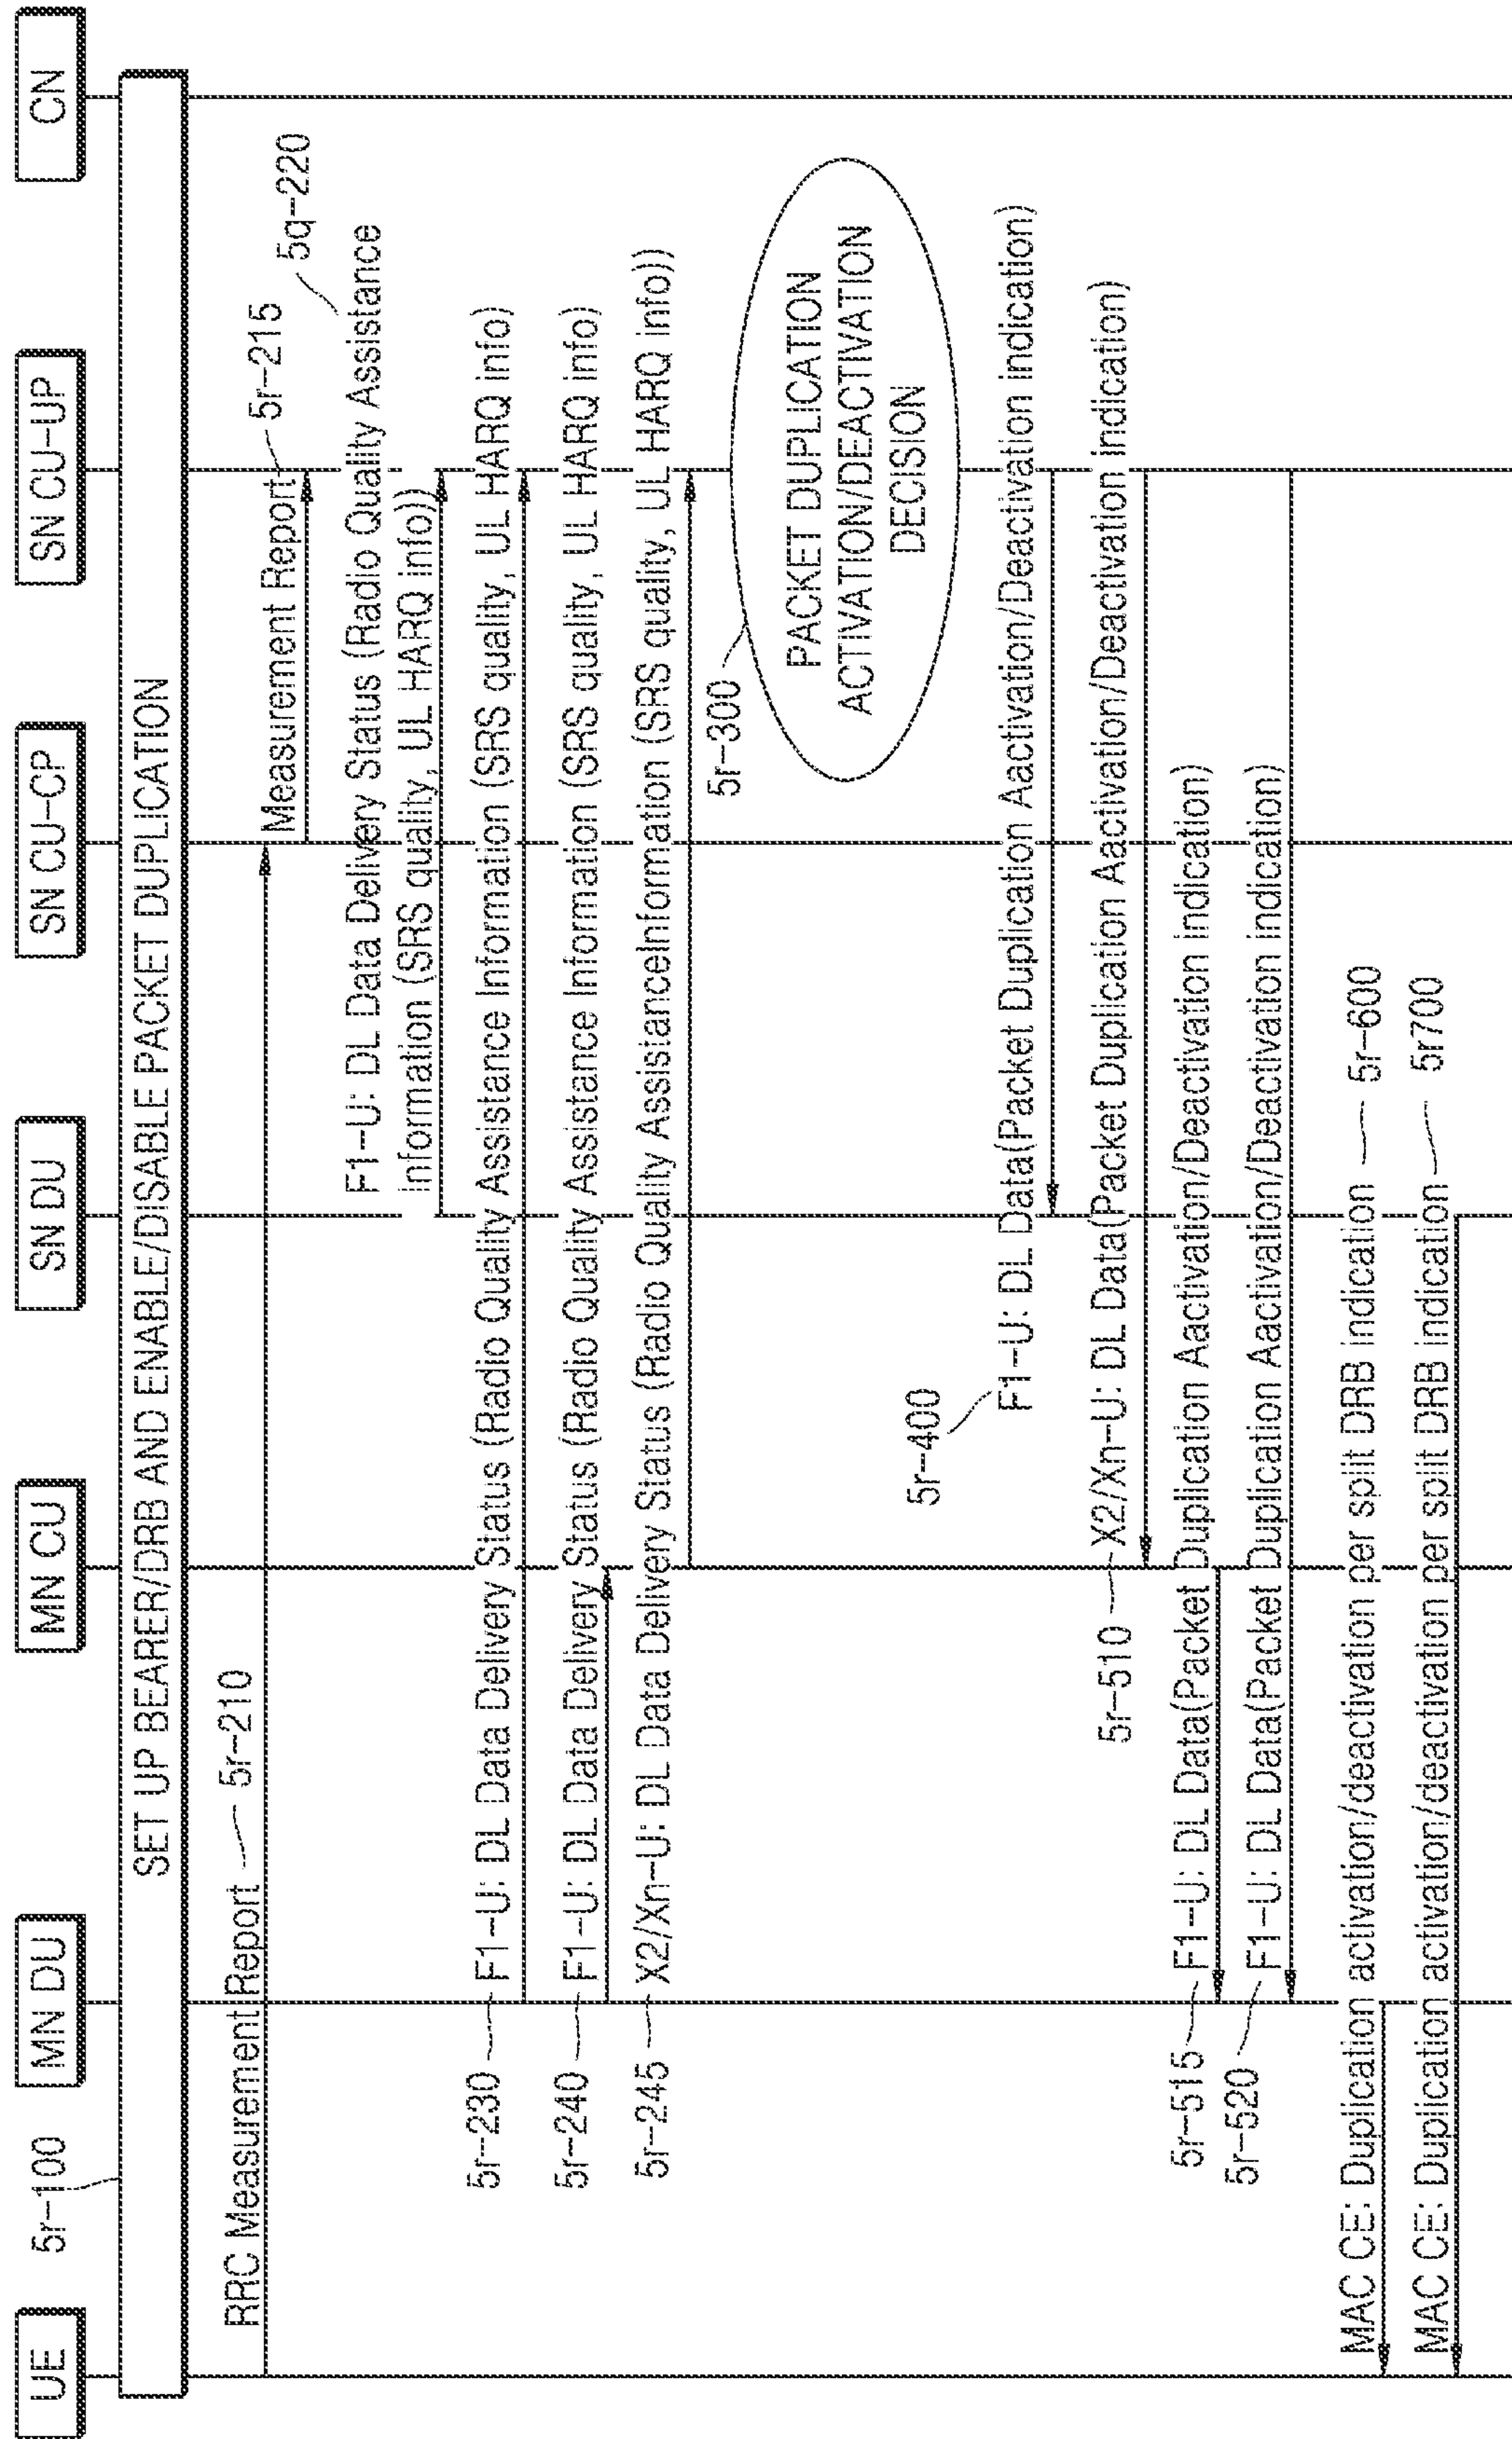 UE
MN DU
MN CU
SN DU
SN CU-CP
SN CU-UP
CN
5r-100
SET UP BEARER/DRB AND ENABLE/DISABLE PACKET DUPLICATION
RRC Measurement Report
5r-210
Measurement Report
5r-215
5q-220
F1-U: DL Data Delivery Status (Radio Quality Assistance
Information (SRS quality, UL HARQ info))
5r-230
F1-U: DL Data Delivery Status (Radio Quality Assistance Information (SRS quality, UL HARQ info)
5r-240
F1-U: DL Data Delivery Status (Radio Quality Assistance Information (SRS quality, UL HARQ info)
5r-245
X2/Xn-U: DL Data Delivery Status (Radio Quality AssistanceInformation (SRS quality, UL HARQ info))
5r-300
PACKET DUPLICATION
ACTIVATION/DEACTIVATION
DECISION
5r-400
F1-U: DL Data(Packet Duplication Aactivation/Deactivation indication)
5r-510
X2/Xn-U: DL Data(Packet Duplication Aactivation/Deactivation indication)
5r-515
F1-U: DL Data(Packet Duplication Aactivation/Deactivation indication)
5r-520
F1-U: DL Data(Packet Duplication Aactivation/Deactivation indication)
MAC CE: Duplication activation/deactivation per split DRB indication
5r-600
MAC CE: Duplication activation/deactivation per split DRB indication
5r700